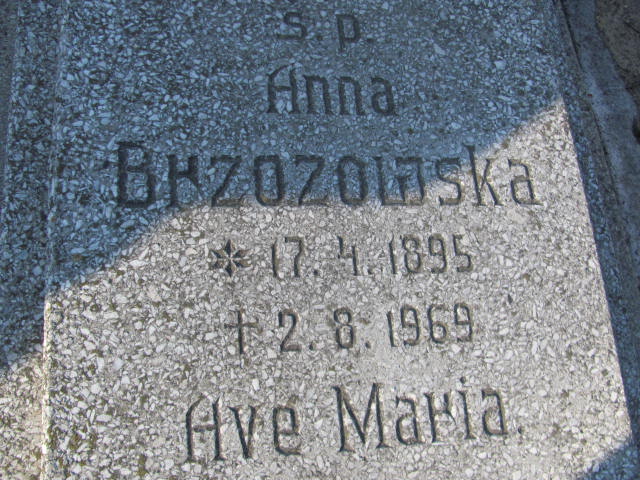 Ś.p.
Anna
Brzozowska
* 17.4.1895
† 2.8.1969
Ave Maria.